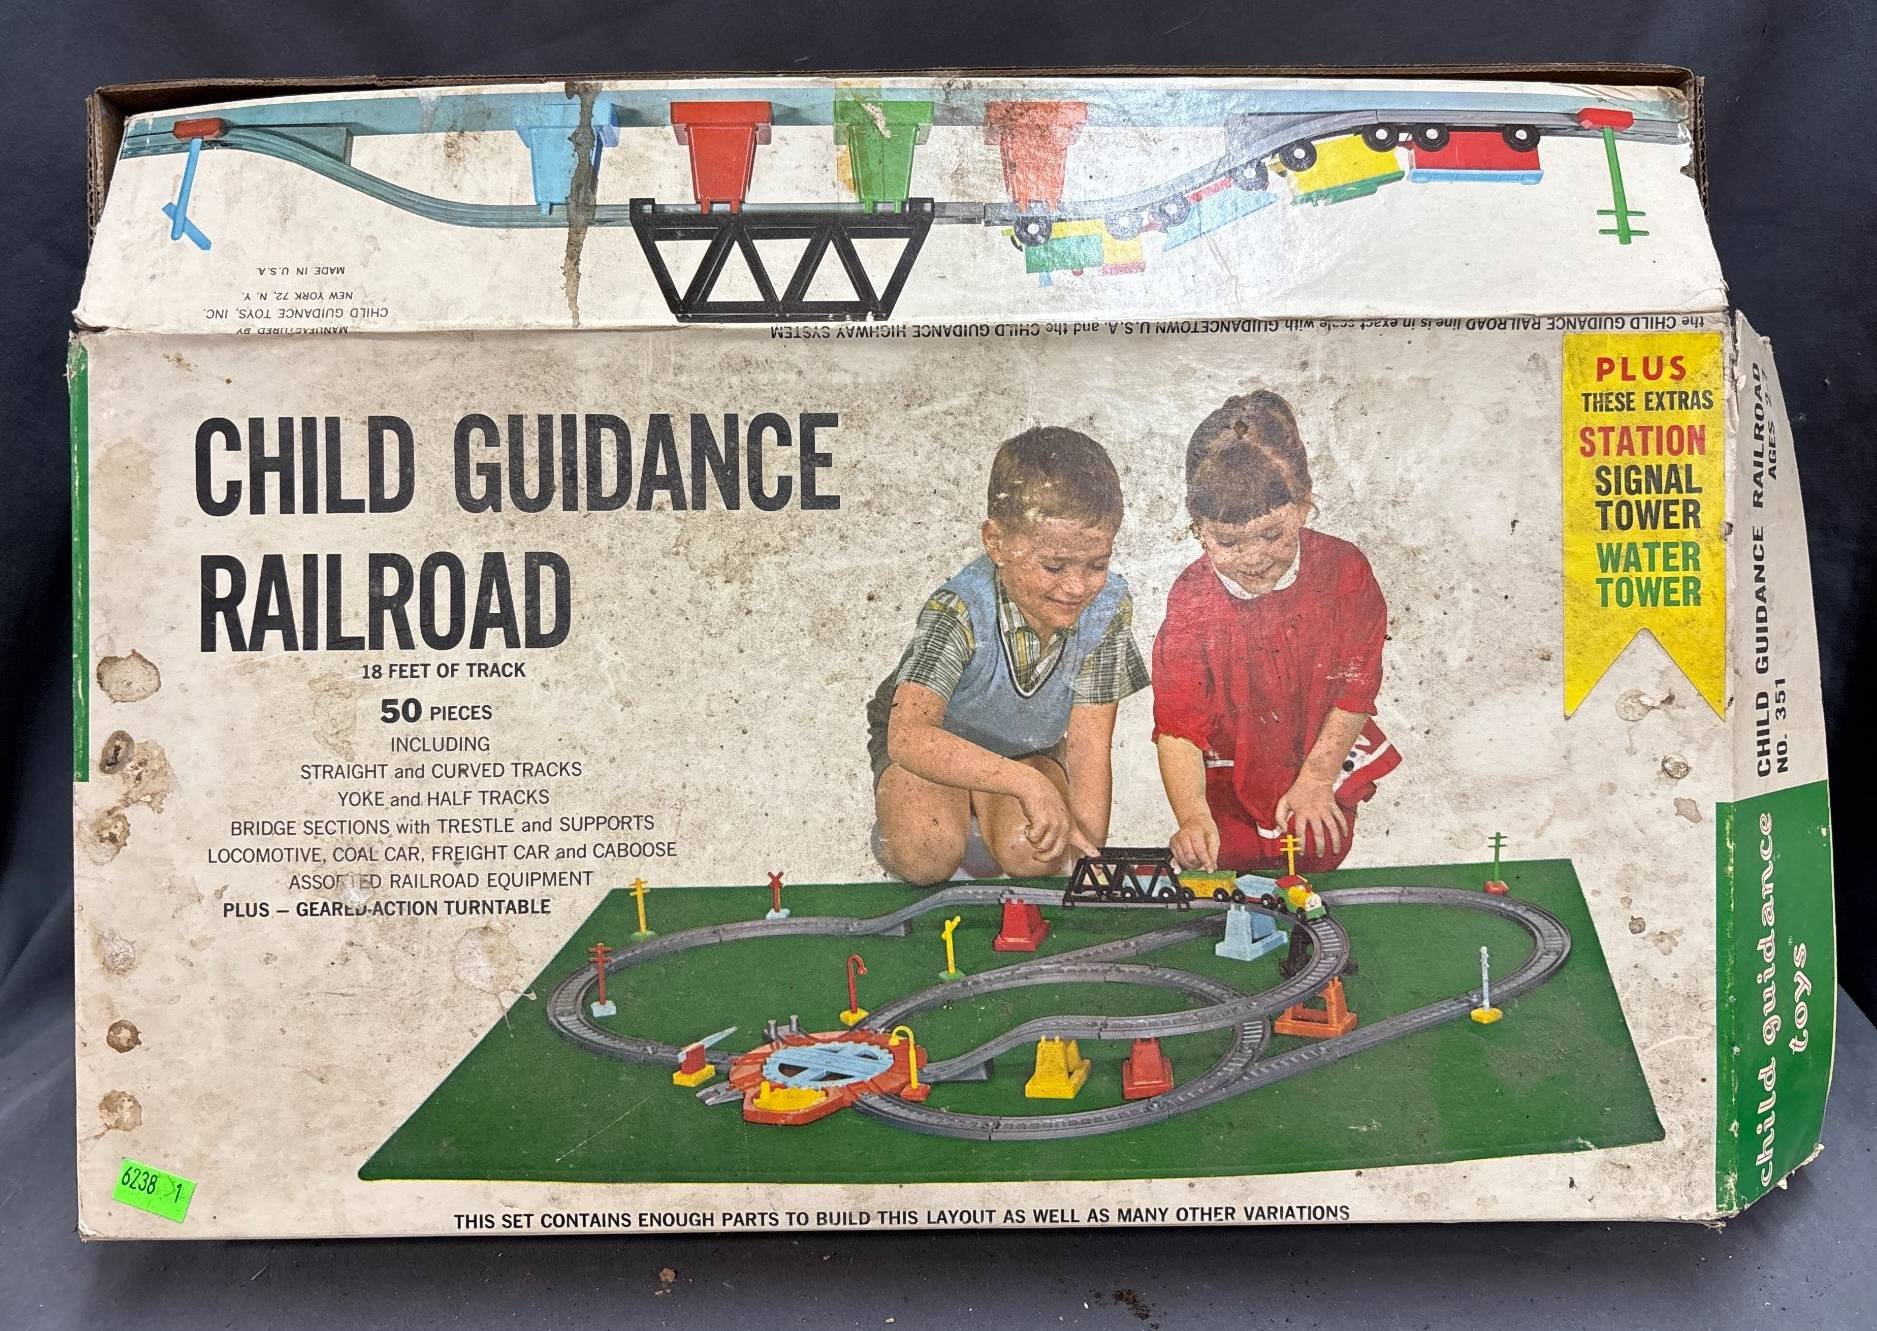 MANUFACTURED BY
CHILD GUIDANCE TOYS, INC.
NEW YORK 72, N. Y.
MADE IN U.S.A.
the CHILD GUIDANCE RAILROAD line is in exact scale with GUIDANCETOWN U.S.A. and the CHILD GUIDANCE HIGHWAY SYSTEM
CHILD GUIDANCE
RAILROAD
18 FEET OF TRACK
50 PIECES
INCLUDING
STRAIGHT and CURVED TRACKS
YOKE and HALF TRACKS
BRIDGE SECTIONS with TRESTLE and SUPPORTS
LOCOMOTIVE, COAL CAR, FREIGHT CAR and CABOOSE
ASSORTED RAILROAD EQUIPMENT
PLUS – GEARED-ACTION TURNTABLE
PLUS
THESE EXTRAS
STATION
SIGNAL
TOWER
WATER
TOWER
THIS SET CONTAINS ENOUGH PARTS TO BUILD THIS LAYOUT AS WELL AS MANY OTHER VARIATIONS
6238 1
CHILD GUIDANCE RAILROAD
NO. 351 AGES
child guidance
toys